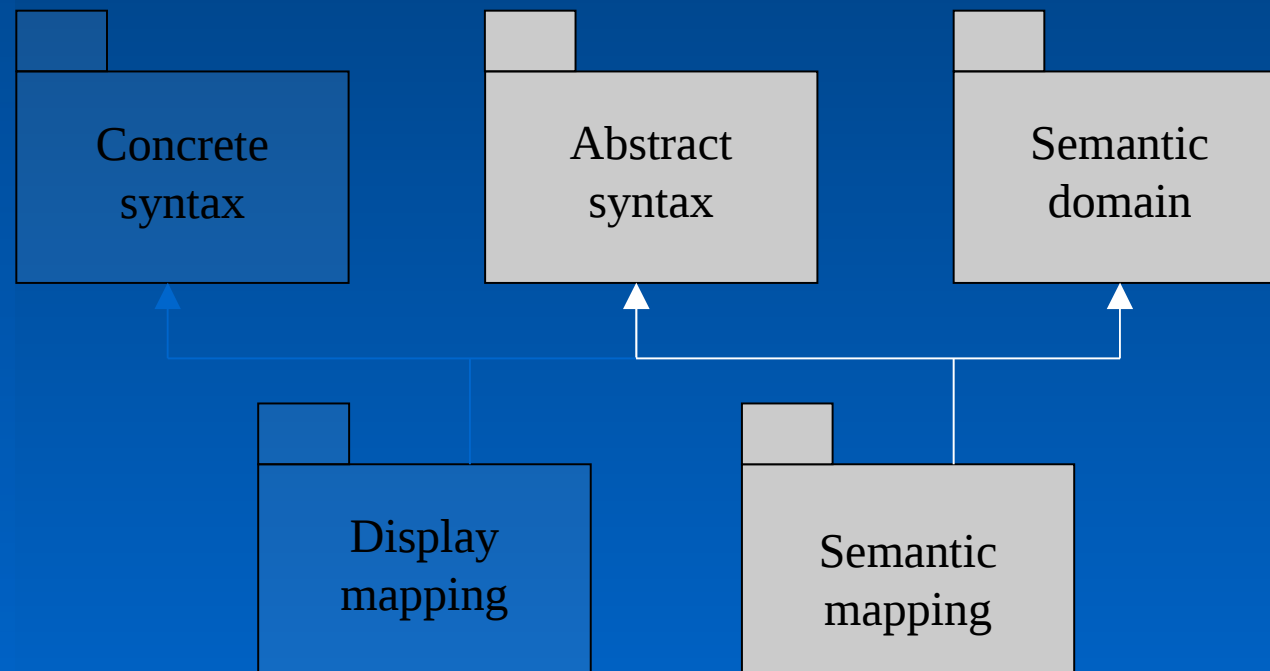 Concrete
syntax
Abstract
syntax
Semantic
domain
Display
mapping
Semantic
mapping